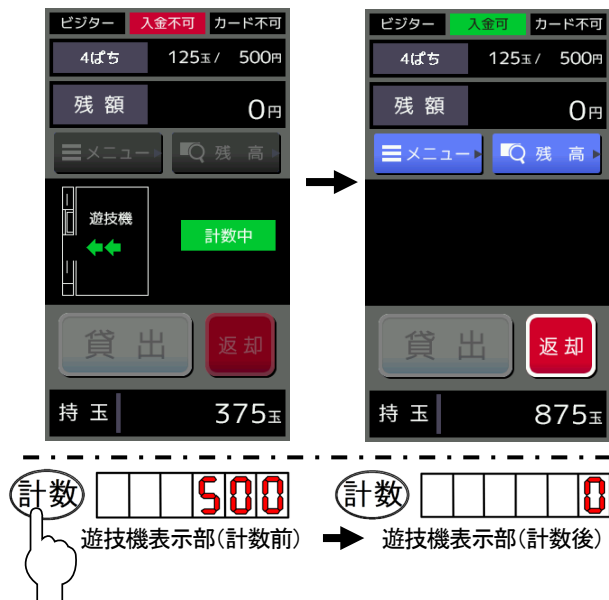 ビジター 入金不可 カード不可
4ぱち 125玉/ 500円
残額 0円
メニュー 残高
遊技機
計数中
貸出 返却
持玉 375玉
ビジター 入金可 カード不可
4ぱち 125玉/ 500円
残額 0円
メニュー 残高
貸出 返却
持玉 875玉
計数 500
遊技機表示部(計数前)
計数 0
遊技機表示部(計数後)